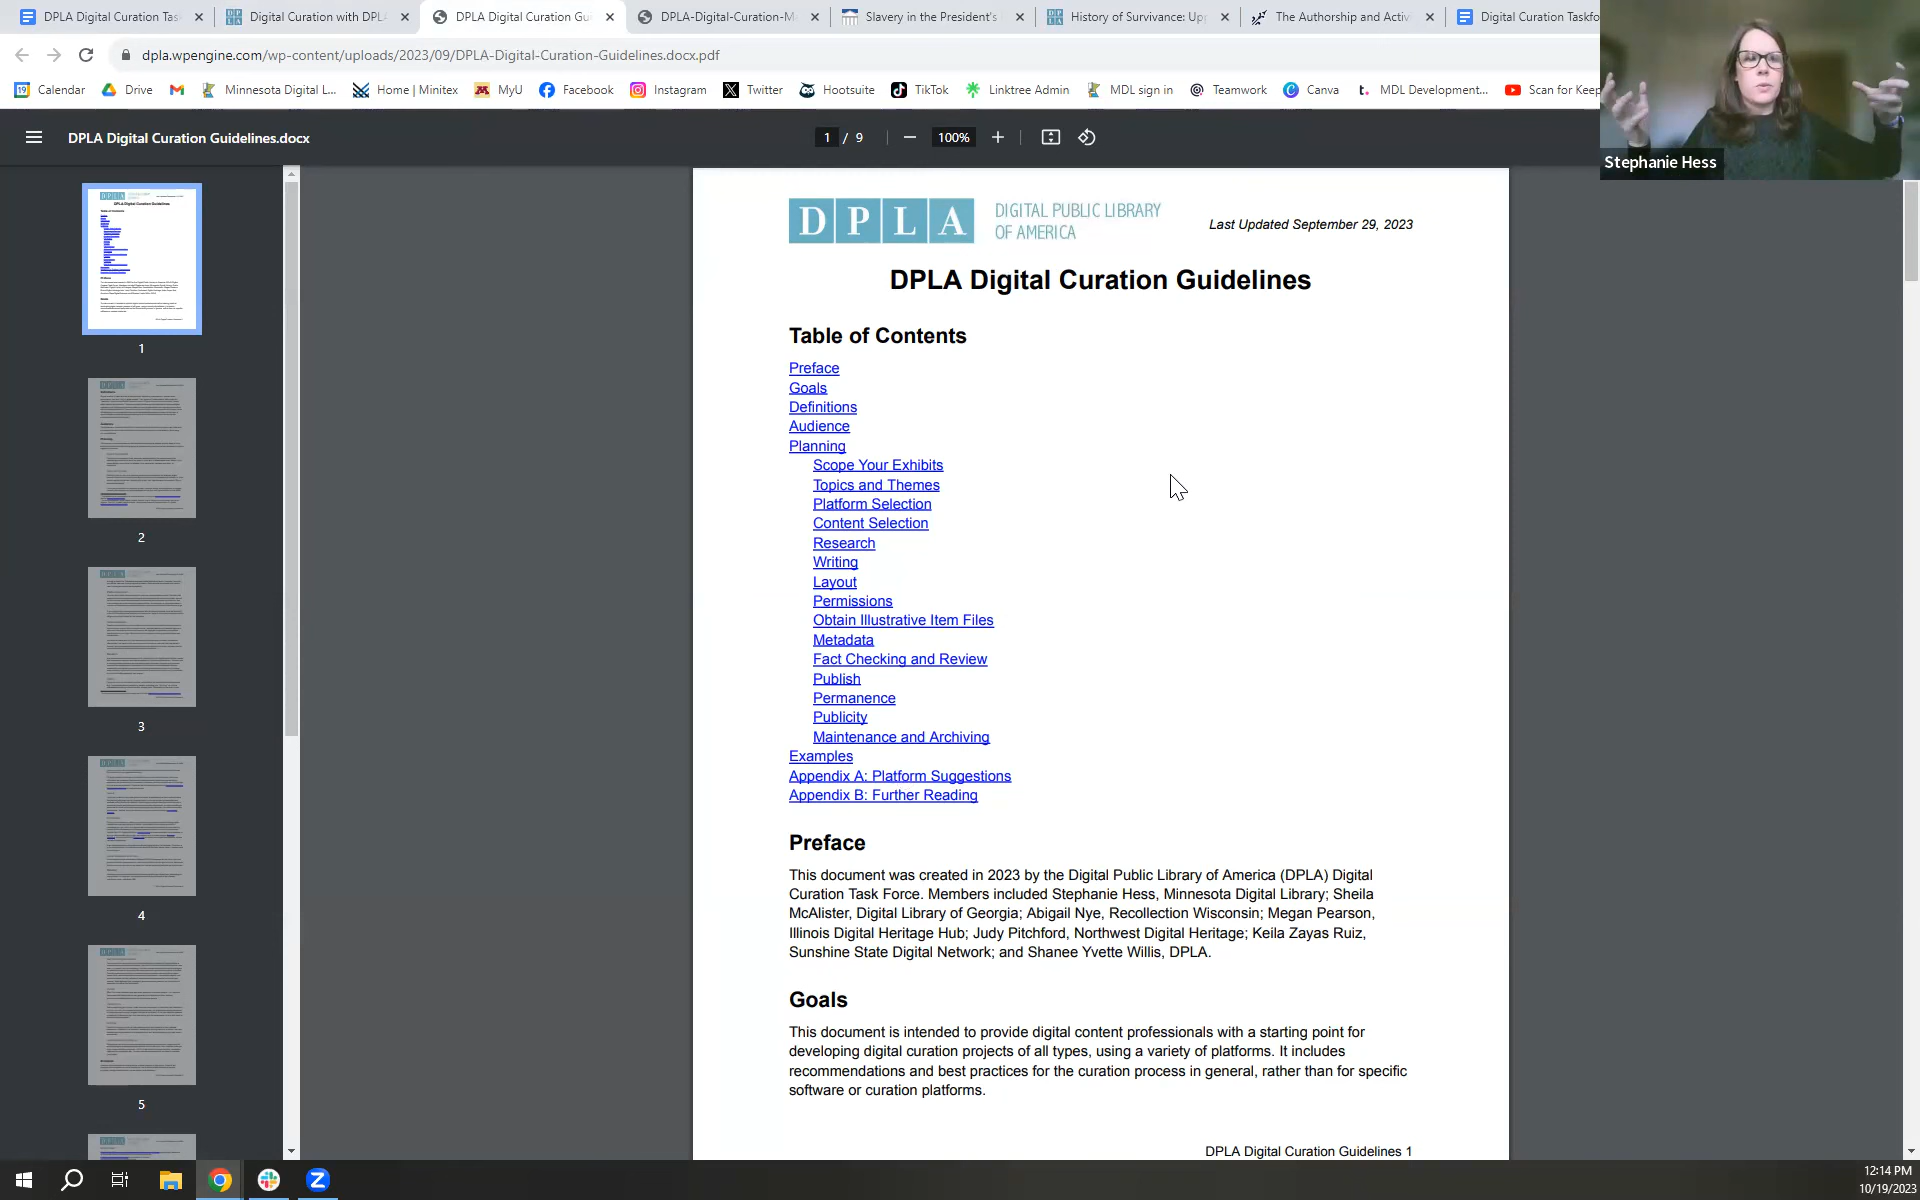 DPLA Digital Curation Tas
Digital Curation with DPLA
DPLA Digital Curation Gu
DPLA-Digital-Curation-M
Slavery in the President's
History of Survivance: Up
The Authorship and Activ
Digital Curation Taskfo
dpla.wpengine.com/wp-content/uploads/2023/09/DPLA-Digital-Curation-Guidelines.docx.pdf
19 Calendar
Drive
Minnesota Digital L...
Home | Minitex
MyU
Facebook
Instagram
Twitter
Hootsuite
TikTok
Linktree Admin
MDL sign in
Teamwork
Canva
t. MDL Development...
Scan for Keep
Stephanie Hess
DPLA Digital Curation Guidelines.docx
1 / 9
100%
DPLA
DIGITAL PUBLIC LIBRARY
OF AMERICA
Last Updated September 29, 2023
DPLA Digital Curation Guidelines
Table of Contents
Preface
Goals
Definitions
Audience
Planning
Scope Your Exhibits
Topics and Themes
Platform Selection
Content Selection
Research
Writing
Layout
Permissions
Obtain Illustrative Item Files
Metadata
Fact Checking and Review
Publish
Permanence
Publicity
Maintenance and Archiving
Examples
Appendix A: Platform Suggestions
Appendix B: Further Reading
Preface
This document was created in 2023 by the Digital Public Library of America (DPLA) Digital
Curation Task Force. Members included Stephanie Hess, Minnesota Digital Library; Sheila
McAlister, Digital Library of Georgia; Abigail Nye, Recollection Wisconsin; Megan Pearson,
Illinois Digital Heritage Hub; Judy Pitchford, Northwest Digital Heritage; Keila Zayas Ruiz,
Sunshine State Digital Network; and Shanee Yvette Willis, DPLA.
Goals
This document is intended to provide digital content professionals with a starting point for
developing digital curation projects of all types, using a variety of platforms. It includes
recommendations and best practices for the curation process in general, rather than for specific
software or curation platforms.
DPLA Digital Curation Guidelines 1
1
2
3
4
5
12:14 PM
10/19/2023